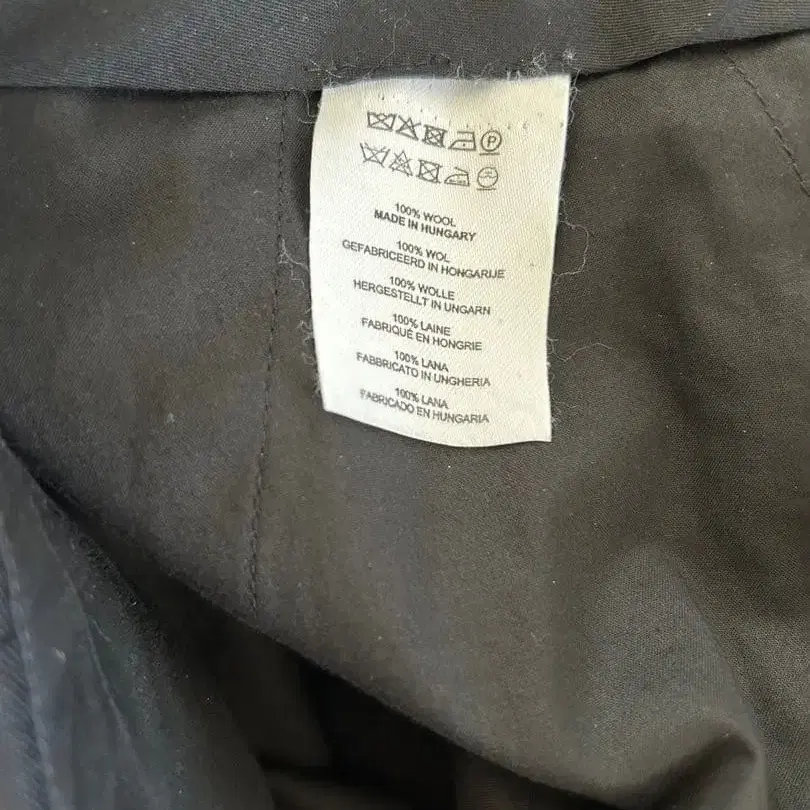 P
100% WOOL
MADE IN HUNGARY
100% WOL
GEFABRICEERD IN HONGARIJE
100% WOLLE
HERGESTELLT IN UNGARN
100% LAINE
FABRIQUÉ EN HONGRIE
100% LANA
FABBRICATO IN UNGHERIA
100% LANA
FABRICADO EN HUNGARIA